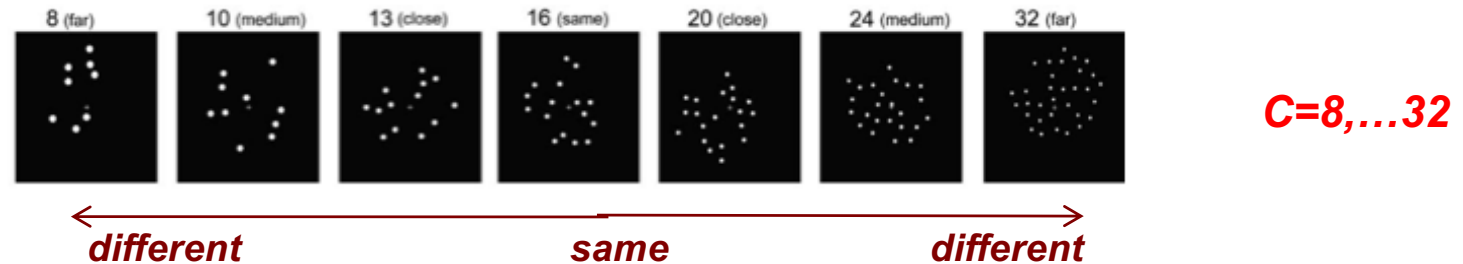 8 (far) 10 (medium) 13 (close) 16 (same) 20 (close) 24 (medium) 32 (far)
C=8,...32
different same different